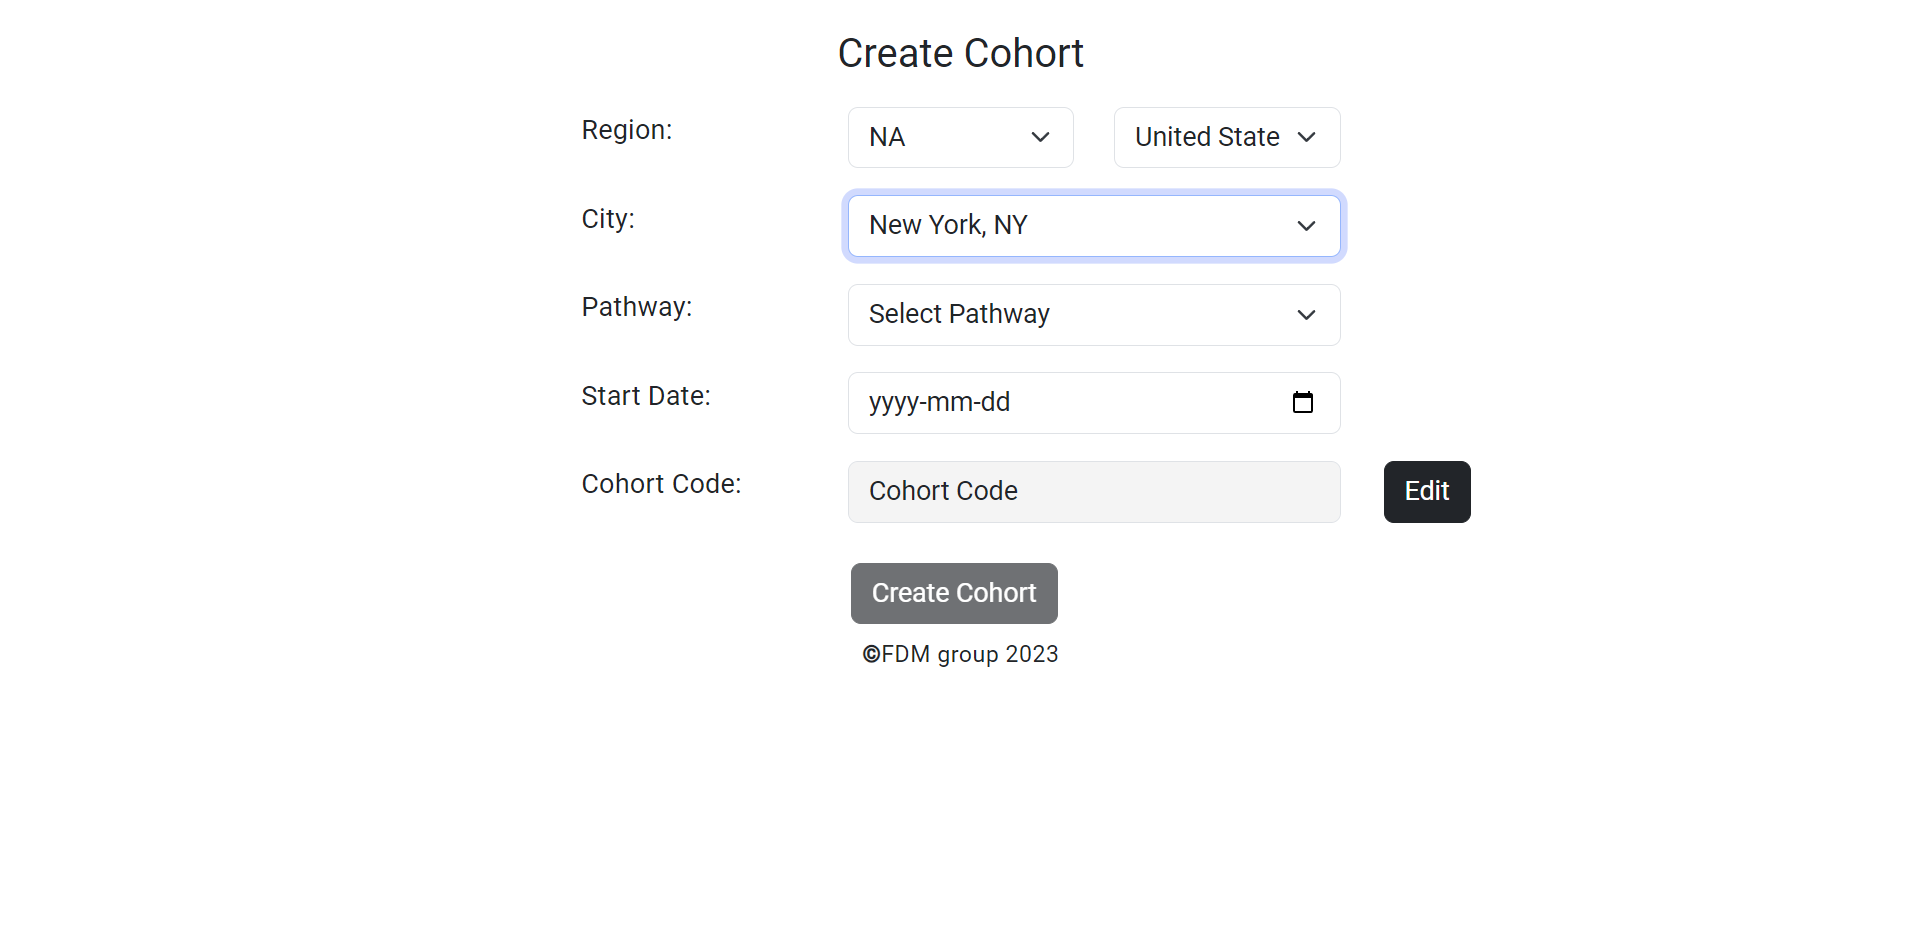 Create Cohort
Region: NA United State
City: New York, NY
Pathway: Select Pathway
Start Date: yyyy-mm-dd
Cohort Code: Cohort Code Edit
Create Cohort
©FDM group 2023